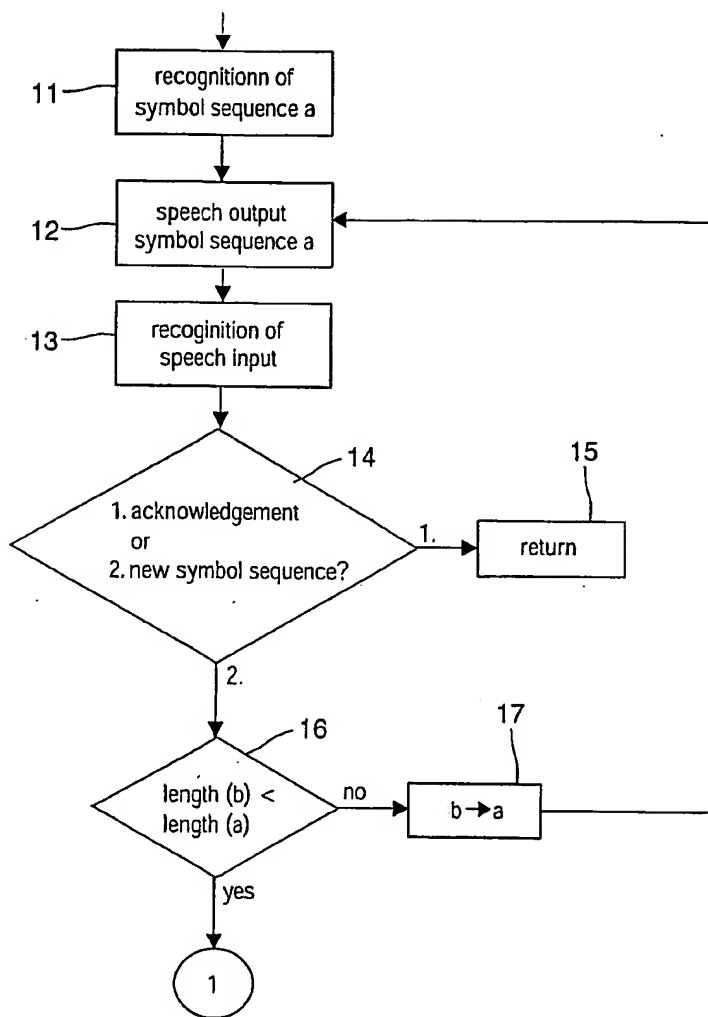 11
recognitionn of
symbol sequence a
12
speech output
symbol sequence a
13
recoginition of
speech input
14
1. acknowledgement
or
2. new symbol sequence?
1.
15
return
2.
16
length (b) <
length (a)
no
17
b→a
yes
1